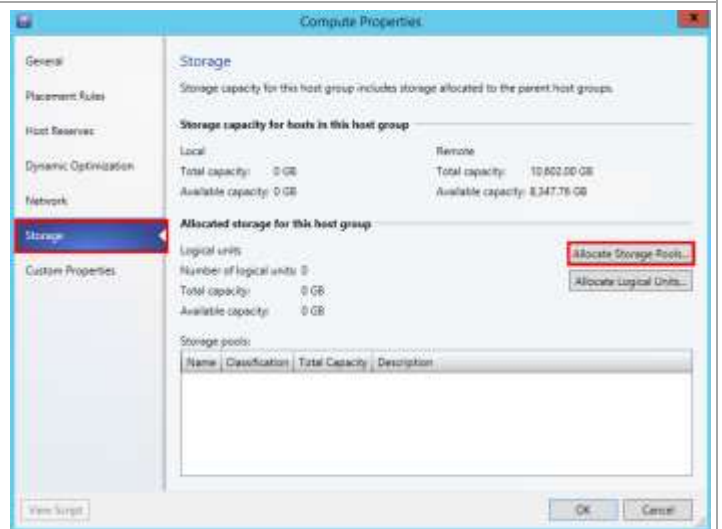 Compute Properties
General
Placement Rules
Host Reserves
Dynamic Optimization
Network
Storage
Custom Properties
Storage
Storage capacity for this host group includes storage allocated to the parent host groups.
Storage capacity for hosts in this host group
Local
Total capacity: 0 GB
Available capacity: 0 GB
Remote
Total capacity: 10,602.00 GB
Available capacity: 8,347.76 GB
Allocated storage for this host group
Logical units
Number of logical units: 0
Total capacity: 0 GB
Available capacity: 0 GB
Allocate Storage Pools...
Allocate Logical Units...
Storage pools:
Name Classification Total Capacity Description
View Script
OK Cancel